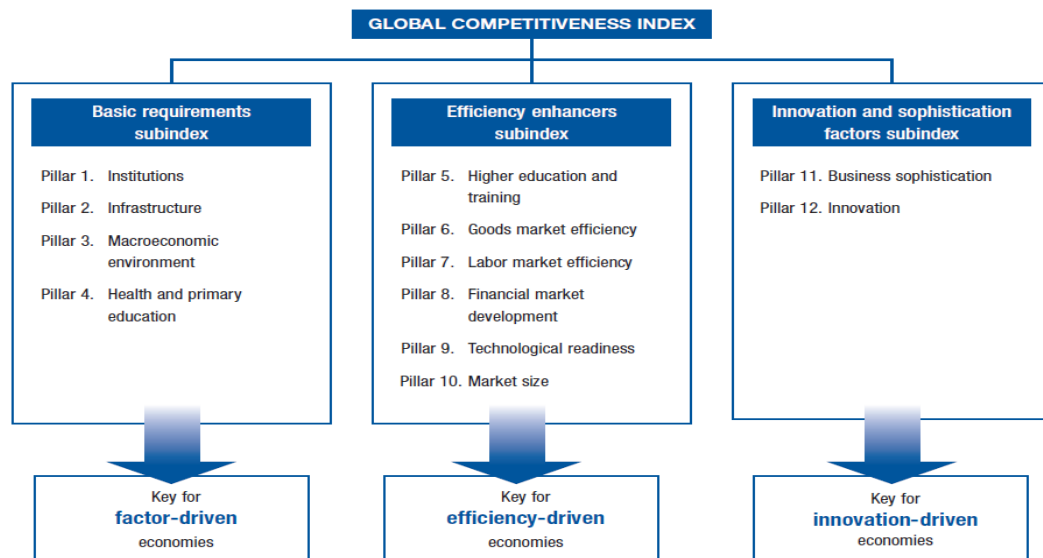 GLOBAL COMPETITIVENESS INDEX
Basic requirements
subindex
Pillar 1. Institutions
Pillar 2. Infrastructure
Pillar 3. Macroeconomic
environment
Pillar 4. Health and primary
education
Key for
factor-driven
economies
Efficiency enhancers
subindex
Pillar 5. Higher education and
training
Pillar 6. Goods market efficiency
Pillar 7. Labor market efficiency
Pillar 8. Financial market
development
Pillar 9. Technological readiness
Pillar 10. Market size
Key for
efficiency-driven
economies
Innovation and sophistication
factors subindex
Pillar 11. Business sophistication
Pillar 12. Innovation
Key for
innovation-driven
economies